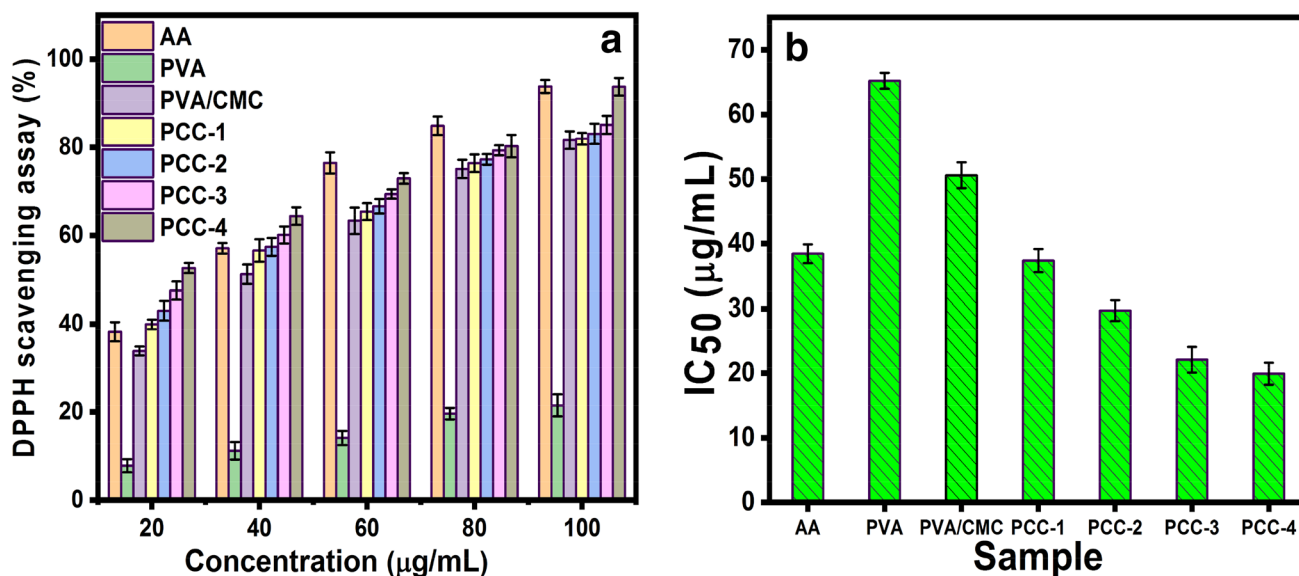 a
AA
PVA
PVA/CMC
PCC-1
PCC-2
PCC-3
PCC-4
DPPH scavenging assay (%)
100
80
60
40
20
0
20 40 60 80 100
Concentration (μg/mL)
b
IC50 (μg/mL)
70
60
50
40
30
20
10
0
AA PVA PVA/CMC PCC-1 PCC-2 PCC-3 PCC-4
Sample